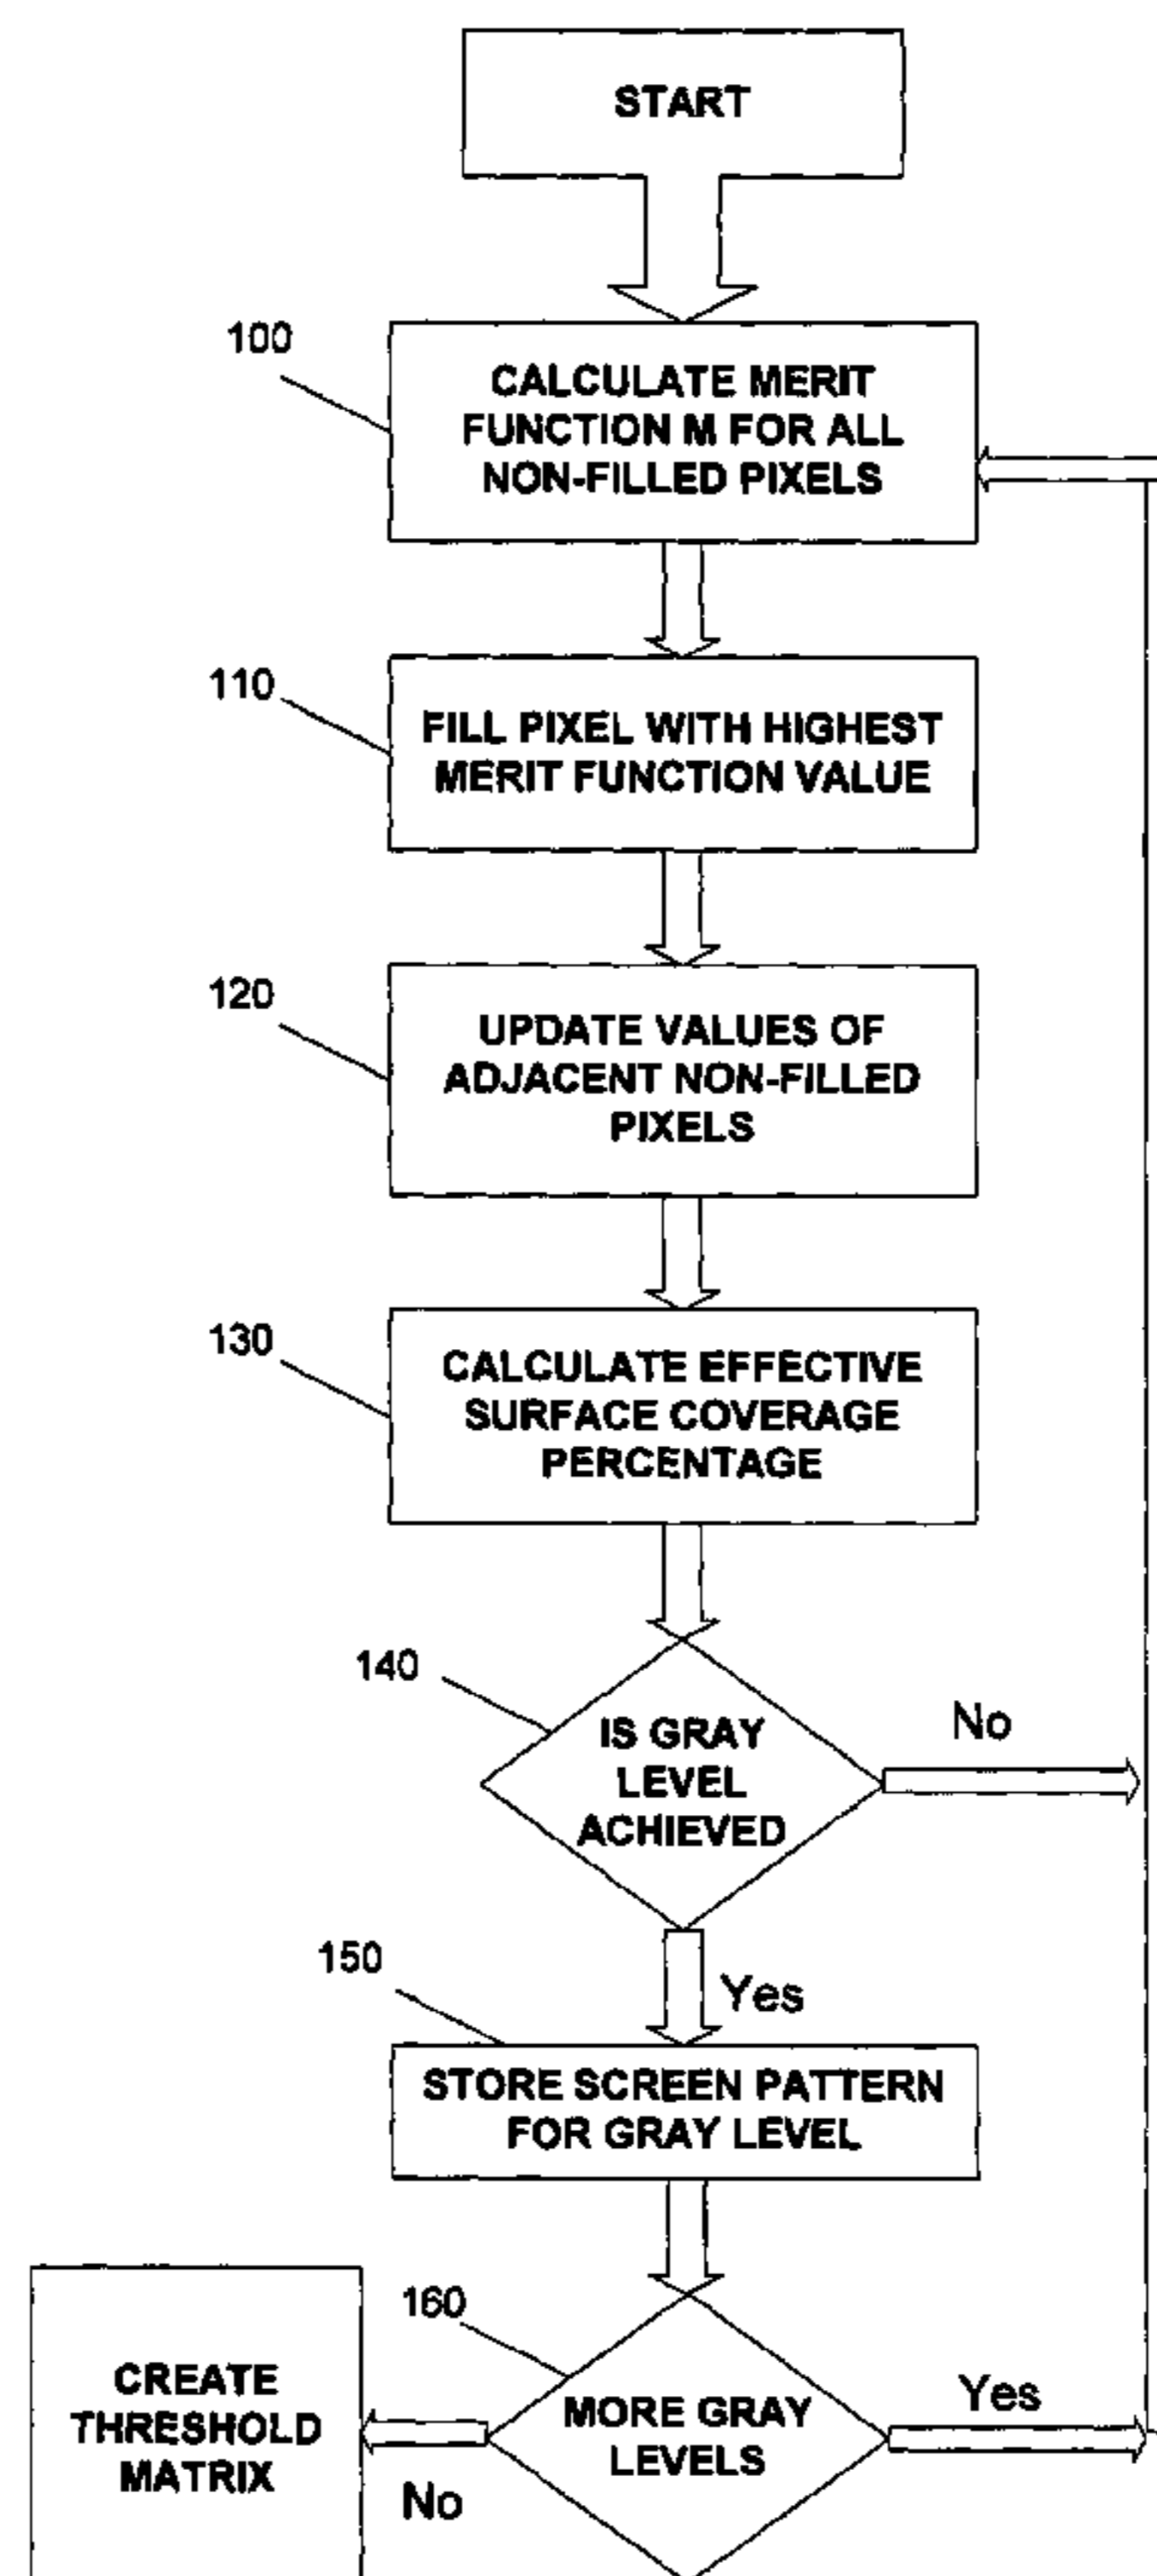 START
100
CALCULATE MERIT
FUNCTION M FOR ALL
NON-FILLED PIXELS
110
FILL PIXEL WITH HIGHEST
MERIT FUNCTION VALUE
120
UPDATE VALUES OF
ADJACENT NON-FILLED
PIXELS
130
CALCULATE EFFECTIVE
SURFACE COVERAGE
PERCENTAGE
140
IS GRAY
LEVEL
ACHIEVED
No
Yes
150
STORE SCREEN PATTERN
FOR GRAY LEVEL
160
MORE GRAY
LEVELS
Yes
No
CREATE
THRESHOLD
MATRIX